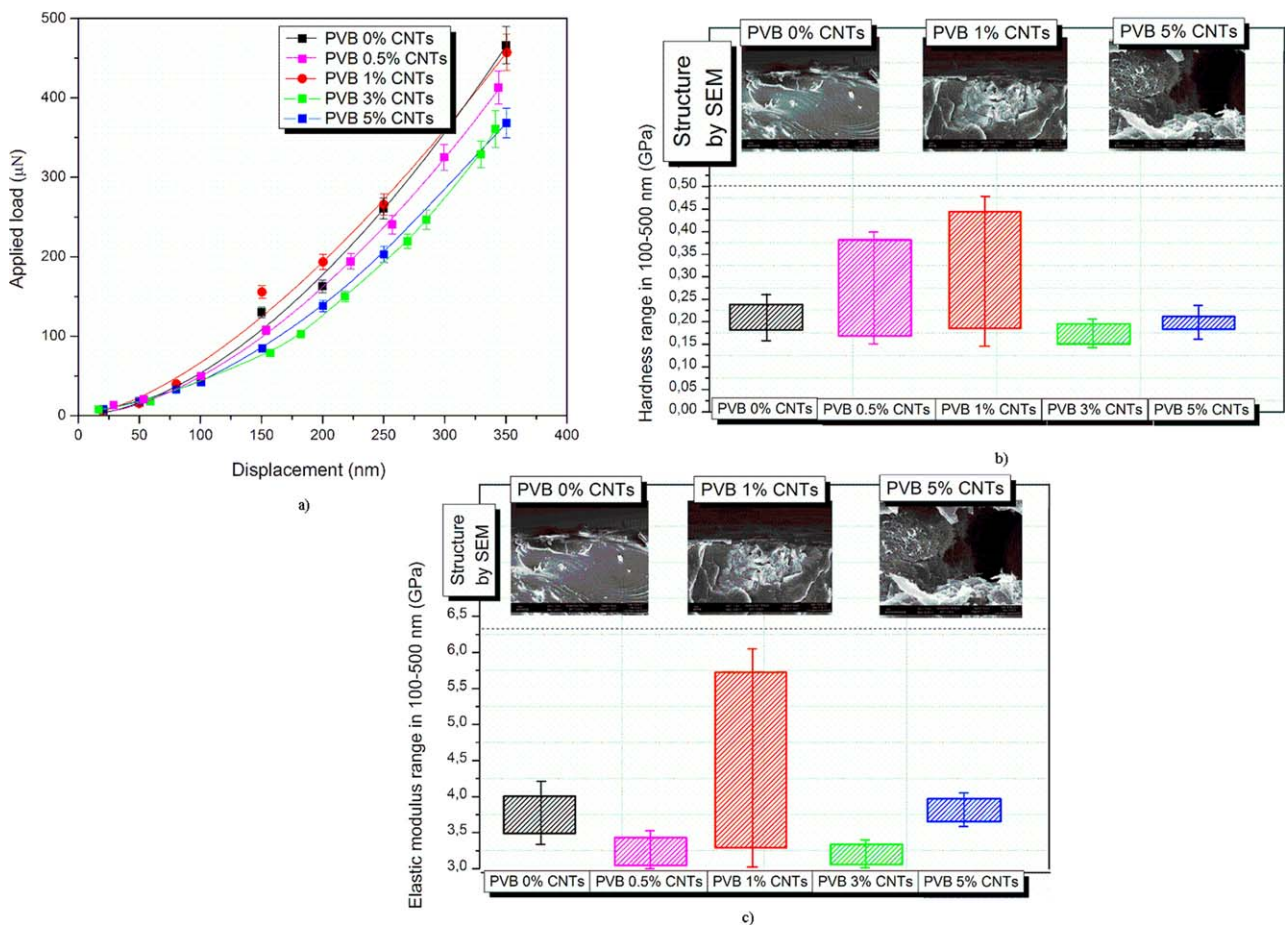 500
400
300
200
100
0
Applied load (μN)
PVB 0% CNTs
PVB 0.5% CNTs
PVB 1% CNTs
PVB 3% CNTs
PVB 5% CNTs
0 50 100 150 200 250 300 350 400
Displacement (nm)
a)
PVB 0% CNTs PVB 1% CNTs PVB 5% CNTs
Structure
by SEM
Hardness range in 100-500 nm (GPa)
0,50
0,45
0,40
0,35
0,30
0,25
0,20
0,15
0,10
0,05
0,00
PVB 0% CNTs PVB 0.5% CNTs PVB 1% CNTs PVB 3% CNTs PVB 5% CNTs
b)
PVB 0% CNTs PVB 1% CNTs PVB 5% CNTs
Structure
by SEM
Elastic modulus range in 100-500 nm (GPa)
6,5
6,0
5,5
5,0
4,5
4,0
3,5
3,0
PVB 0% CNTs PVB 0.5% CNTs PVB 1% CNTs PVB 3% CNTs PVB 5% CNTs
c)